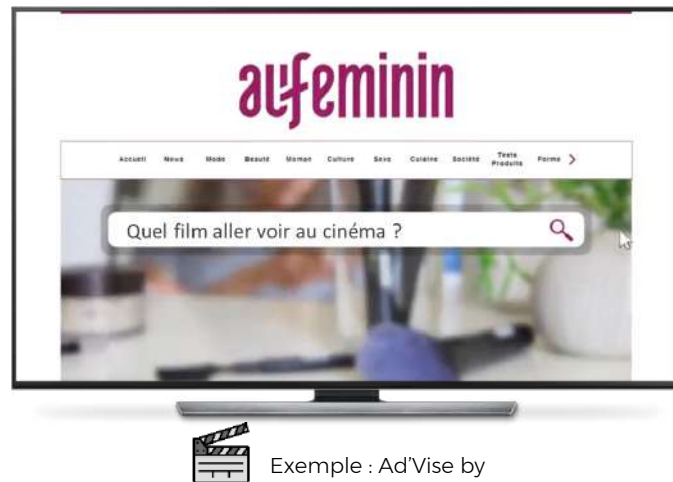 aufeminin
Accueil News Mode Beauté Maman Culture Sexe Cuisine Société Tests Produits Forme
Quel film aller voir au cinéma ?
Exemple : Ad'Vise by